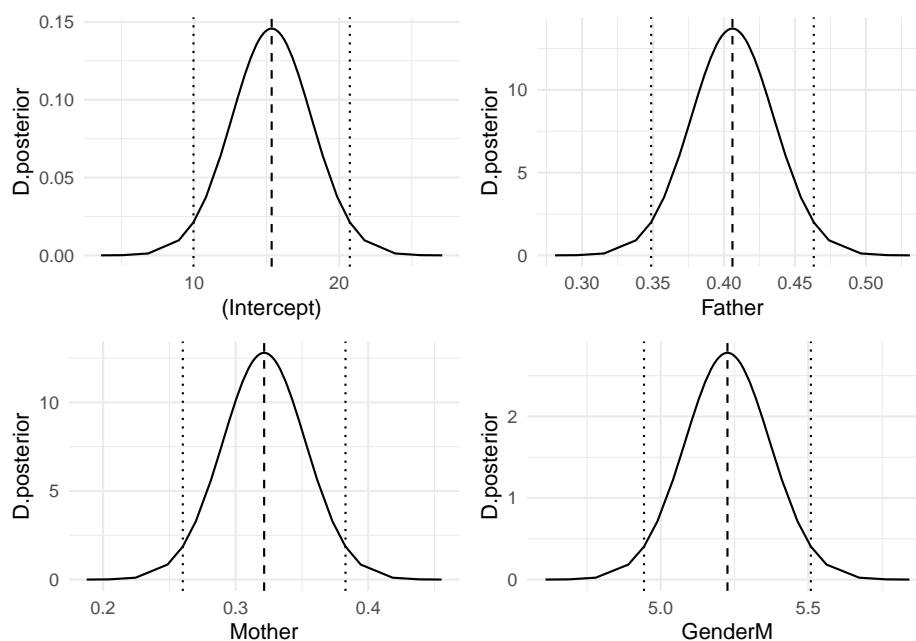 D.posterior
0.15
0.10
0.05
0.00
10 20
(Intercept)
D.posterior
10
5
0
0.30 0.35 0.40 0.45 0.50
Father
D.posterior
10
5
0
0.2 0.3 0.4
Mother
D.posterior
2
1
0
5.0 5.5
GenderM